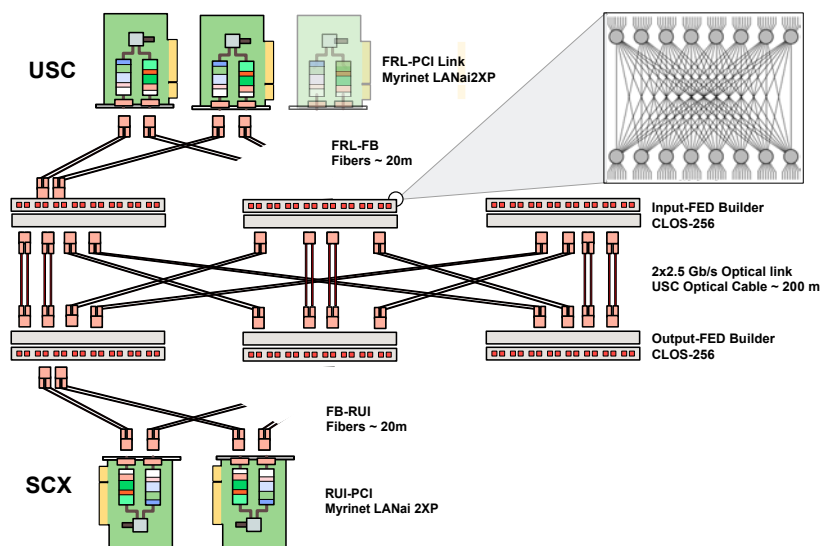 USC
FRL-PCI Link
Myrinet LANai2XP
FRL-FB
Fibers ~ 20m
Input-FED Builder
CLOS-256
2x2.5 Gb/s Optical link
USC Optical Cable ~ 200 m
Output-FED Builder
CLOS-256
FB-RUI
Fibers ~ 20m
SCX
RUI-PCI
Myrinet LANai 2XP